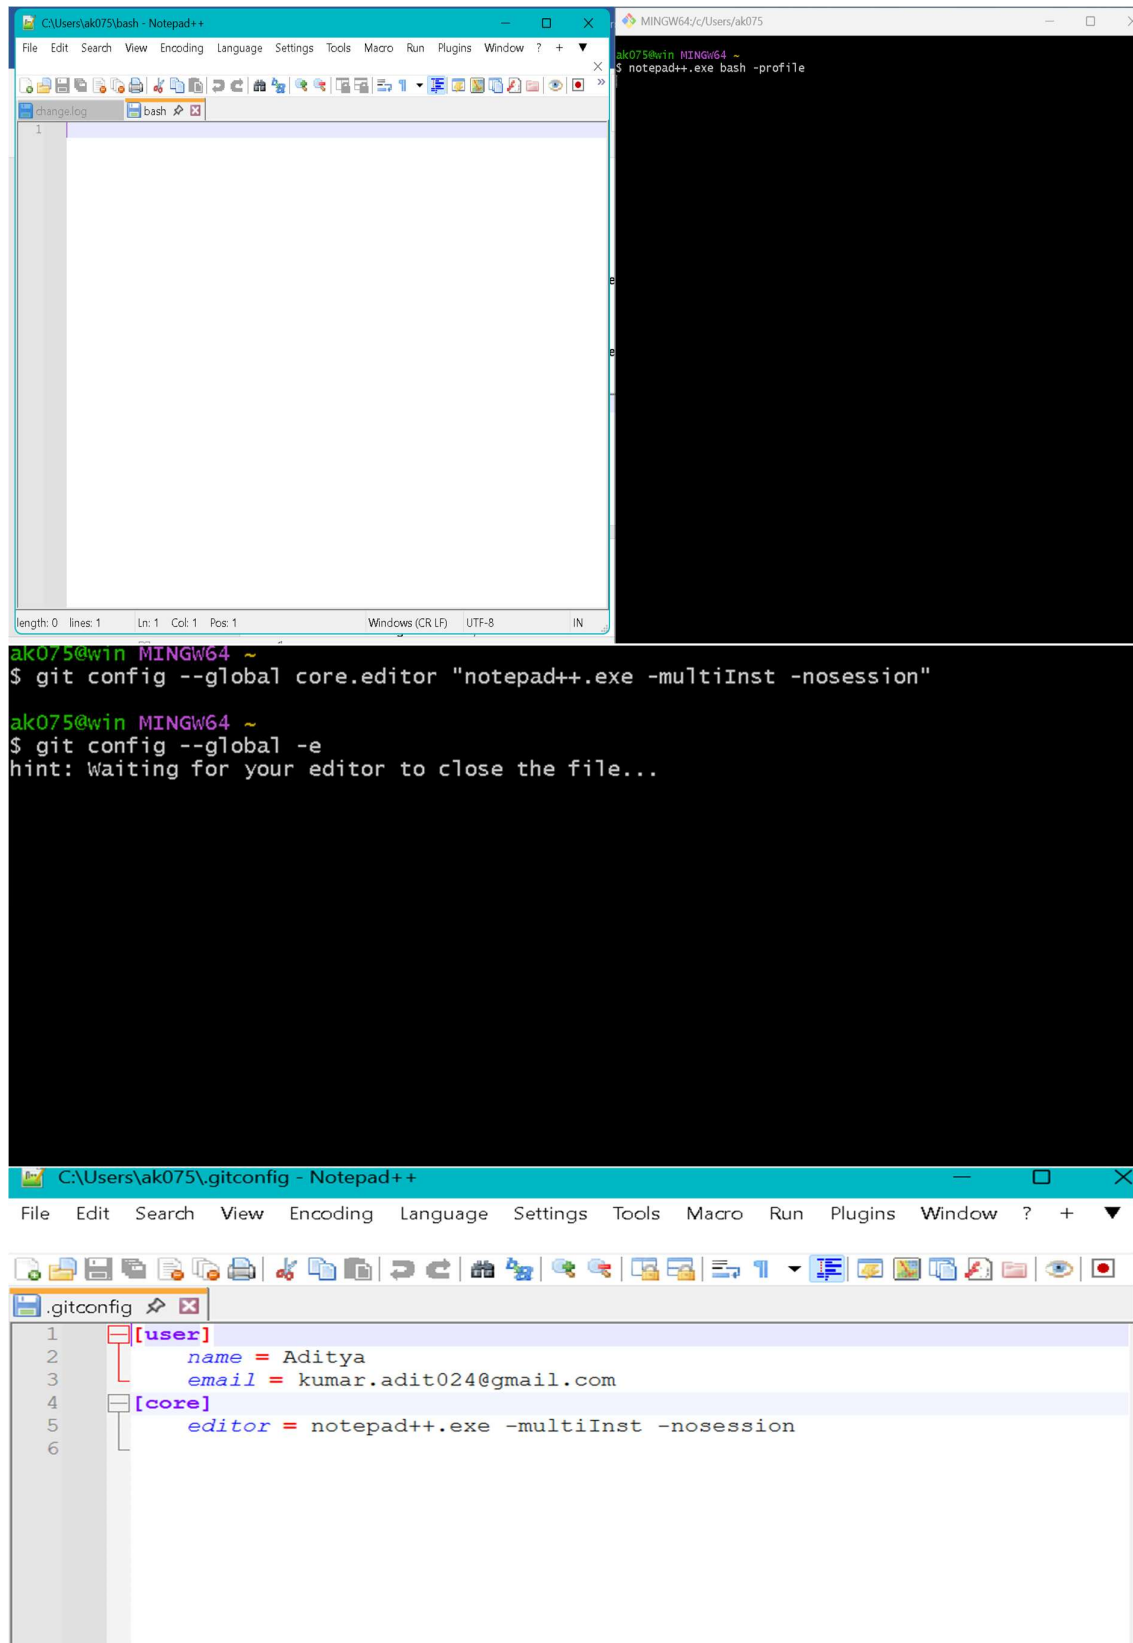 C:\Users\ak075\bash - Notepad++
File Edit Search View Encoding Language Settings Tools Macro Run Plugins Window ? + ▼
change.log bash
1
length: 0 lines: 1 Ln: 1 Col: 1 Pos: 1 Windows (CR LF) UTF-8 IN
MINGW64:/c/Users/ak075
ak075@win MINGW64 ~
$ notepad++.exe bash -profile
ak075@win MINGW64 ~
$ git config --global core.editor "notepad++.exe -multiInst -nosession"
ak075@win MINGW64 ~
$ git config --global -e
hint: Waiting for your editor to close the file...
C:\Users\ak075\.gitconfig - Notepad++
File Edit Search View Encoding Language Settings Tools Macro Run Plugins Window ? + ▼
.gitconfig
1 [user]
2 name = Aditya
3 email = kumar.adit024@gmail.com
4 [core]
5 editor = notepad++.exe -multiInst -nosession
6